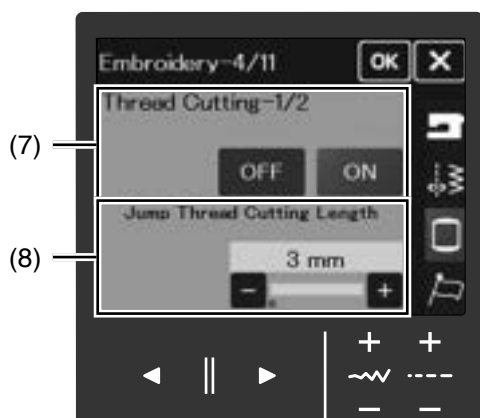 Embroidery-4/11 OK X
Thread Cutting-1/2
(7)
OFF ON
Jump Thread Cutting Length
(8)
3 mm
- +
+ +
- -